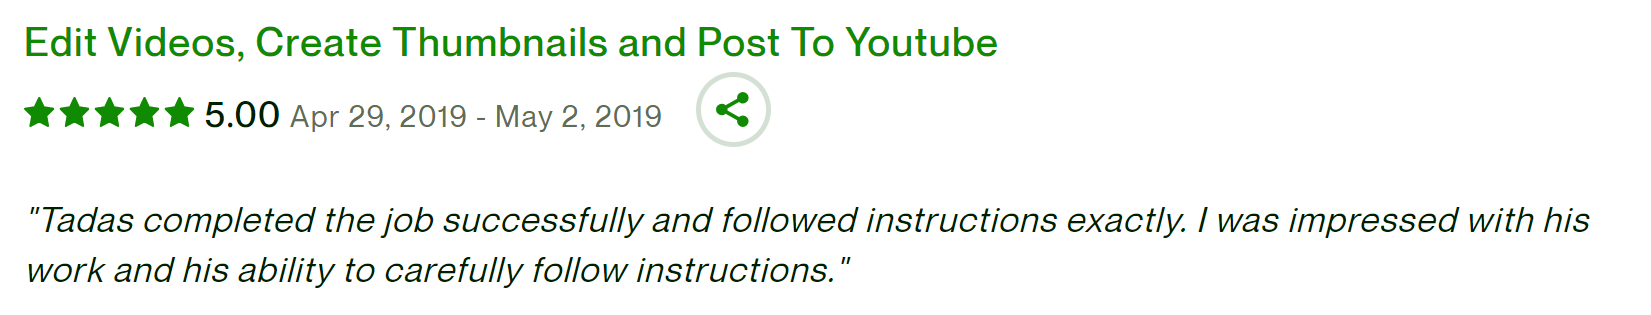 Edit Videos, Create Thumbnails and Post To Youtube
5.00 Apr 29, 2019 - May 2, 2019
"Tadas completed the job successfully and followed instructions exactly. I was impressed with his
work and his ability to carefully follow instructions."